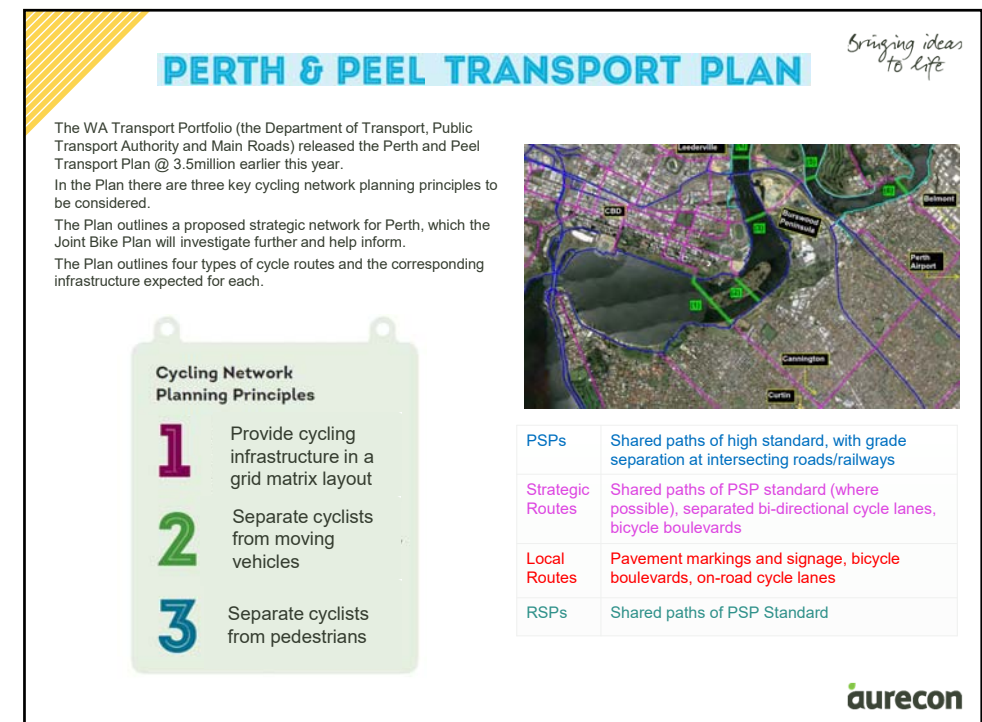 Bringing ideas
to life
PERTH & PEEL TRANSPORT PLAN
The WA Transport Portfolio (the Department of Transport, Public
Transport Authority and Main Roads) released the Perth and Peel
Transport Plan @ 3.5million earlier this year.
In the Plan there are three key cycling network planning principles to
be considered.
The Plan outlines a proposed strategic network for Perth, which the
Joint Bike Plan will investigate further and help inform.
The Plan outlines four types of cycle routes and the corresponding
infrastructure expected for each.
Cycling Network
Planning Principles
1
Provide cycling
infrastructure in a
grid matrix layout
2
Separate cyclists
from moving
vehicles
3
Separate cyclists
from pedestrians
Leederville
CBD
Burswood
Peninsula
Belmont
Perth
Airport
Cannington
Curtin
(1)
(2)
(3)
PSPs
Shared paths of high standard, with grade
separation at intersecting roads/railways
Strategic
Routes
Shared paths of PSP standard (where
possible), separated bi-directional cycle lanes,
bicycle boulevards
Local
Routes
Pavement markings and signage, bicycle
boulevards, on-road cycle lanes
RSPs
Shared paths of PSP Standard
aurecon